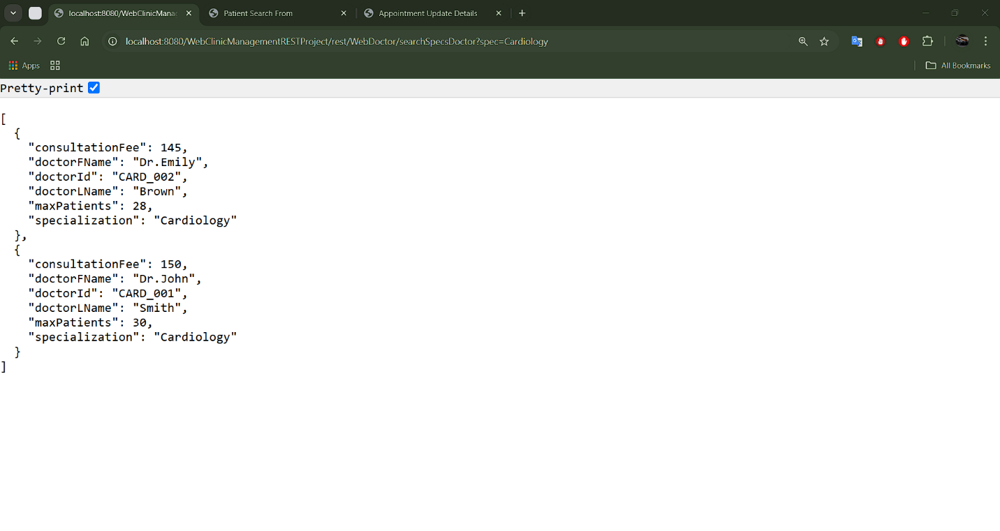 localhost:8080/WebClinicManag
Patient Search From
Appointment Update Details
localhost:8080/WebClinicManagementRESTProject/rest/WebDoctor/searchSpecsDoctor?spec=Cardiology
Apps
All Bookmarks
Pretty-print
[
  {
    "consultationFee": 145,
    "doctorFName": "Dr.Emily",
    "doctorId": "CARD_002",
    "doctorLName": "Brown",
    "maxPatients": 28,
    "specialization": "Cardiology"
  },
  {
    "consultationFee": 150,
    "doctorFName": "Dr.John",
    "doctorId": "CARD_001",
    "doctorLName": "Smith",
    "maxPatients": 30,
    "specialization": "Cardiology"
  }
]